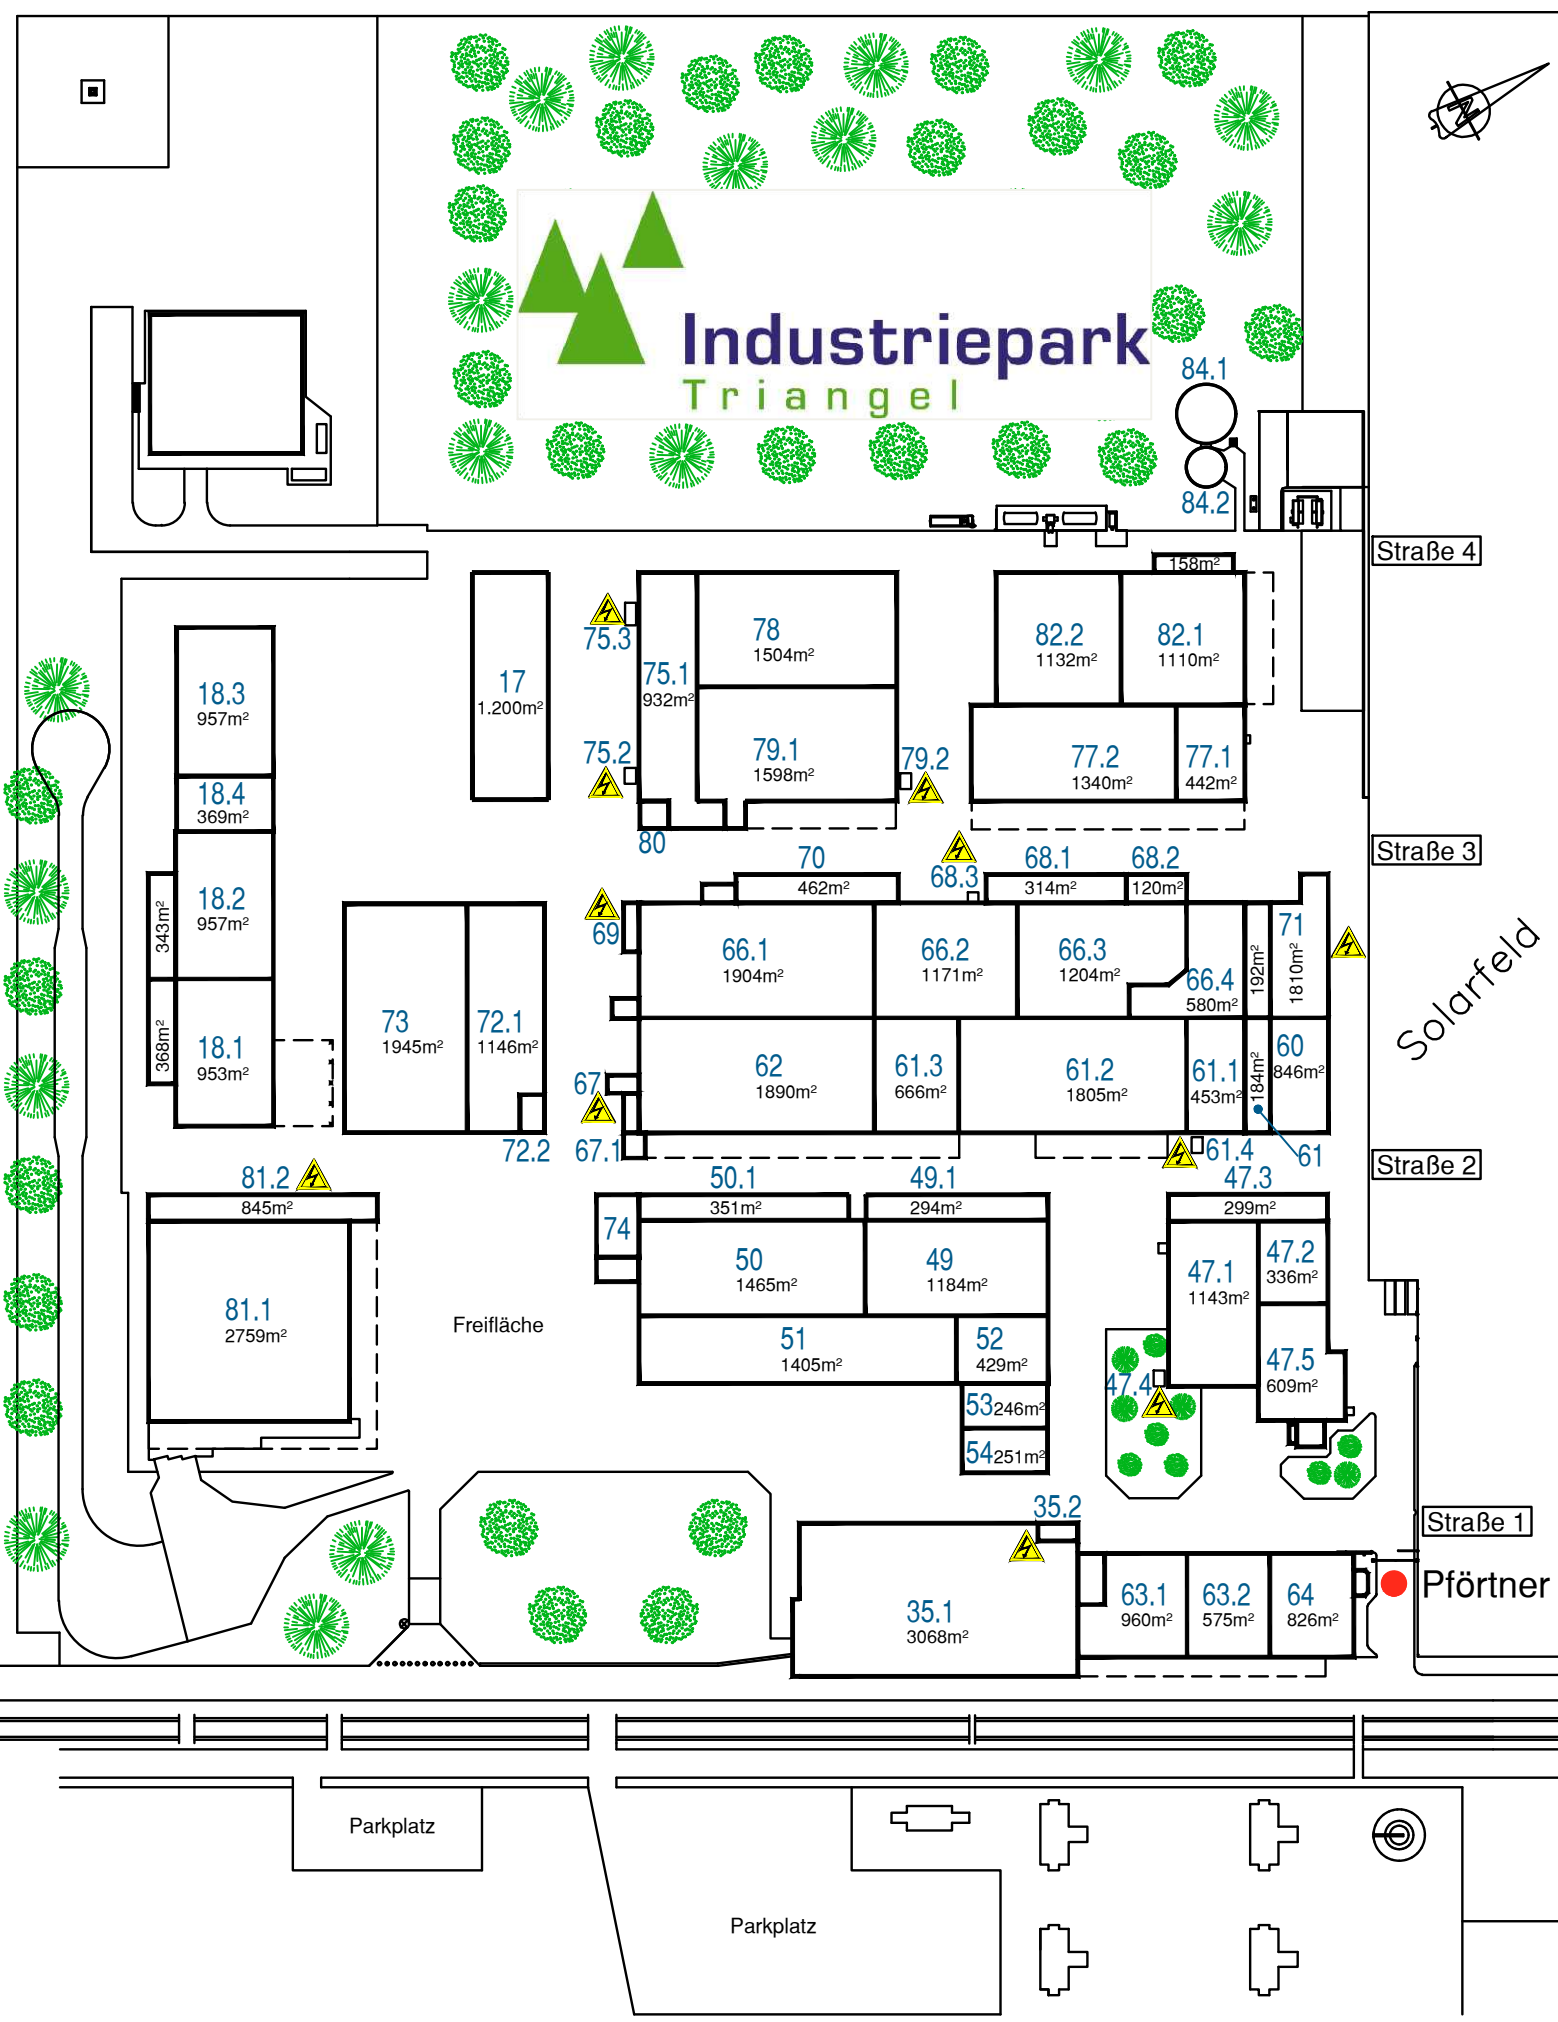 N
Industriepark
Triangel
84.1
84.2
Straße 4
158m²
75.3
78
1504m²
82.2
1132m²
82.1
1110m²
17
1.200m²
75.1
932m²
18.3
957m²
75.2
79.1
1598m²
79.2
77.2
1340m²
77.1
442m²
18.4
369m²
80
Straße 3
70
462m²
68.3
68.1
314m²
68.2
120m²
343m²
18.2
957m²
69
66.1
1904m²
66.2
1171m²
66.3
1204m²
66.4
580m²
192m²
71
1810m²
Solarfeld
368m²
18.1
953m²
73
1945m²
72.1
1146m²
67
62
1890m²
61.3
666m²
61.2
1805m²
61.1
453m²
184m²
60
846m²
72.2
67.1
61.4
61
Straße 2
81.2
845m²
50.1
351m²
49.1
294m²
47.3
299m²
74
50
1465m²
49
1184m²
47.1
1143m²
47.2
336m²
81.1
2759m²
Freifläche
51
1405m²
52
429m²
47.5
609m²
47.4
53 246m²
54 251m²
35.2
Straße 1
35.1
3068m²
63.1
960m²
63.2
575m²
64
826m²
Pförtner
Parkplatz
Parkplatz